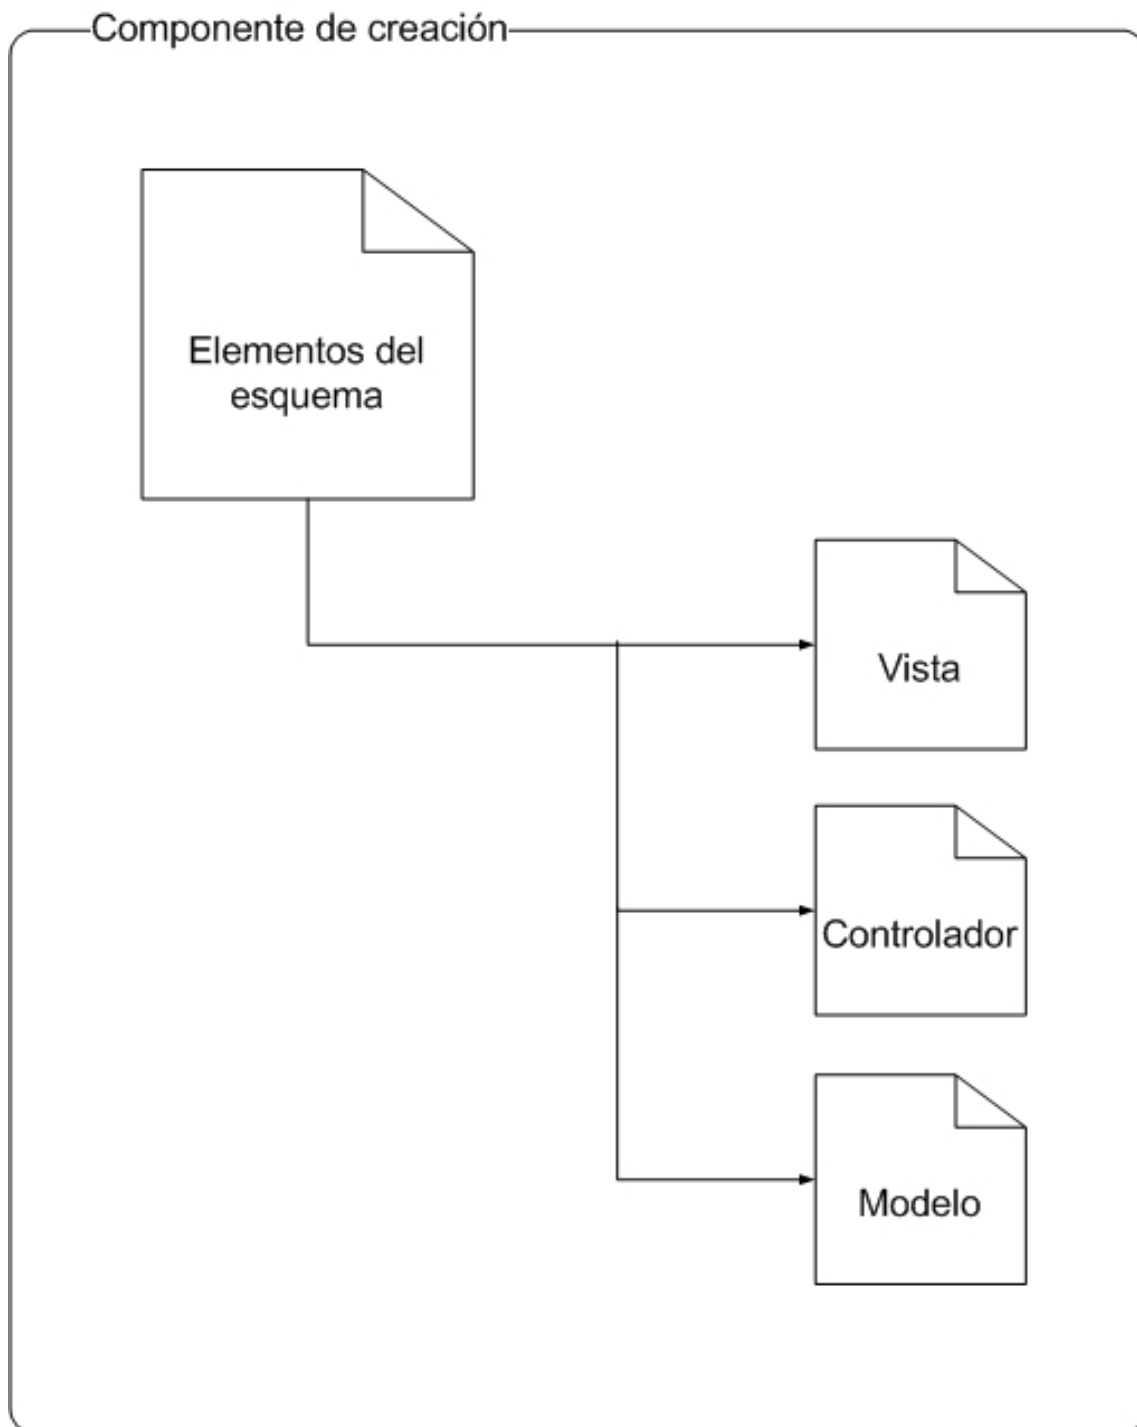 Componente de creación
Elementos del
esquema
Vista
Controlador
Modelo